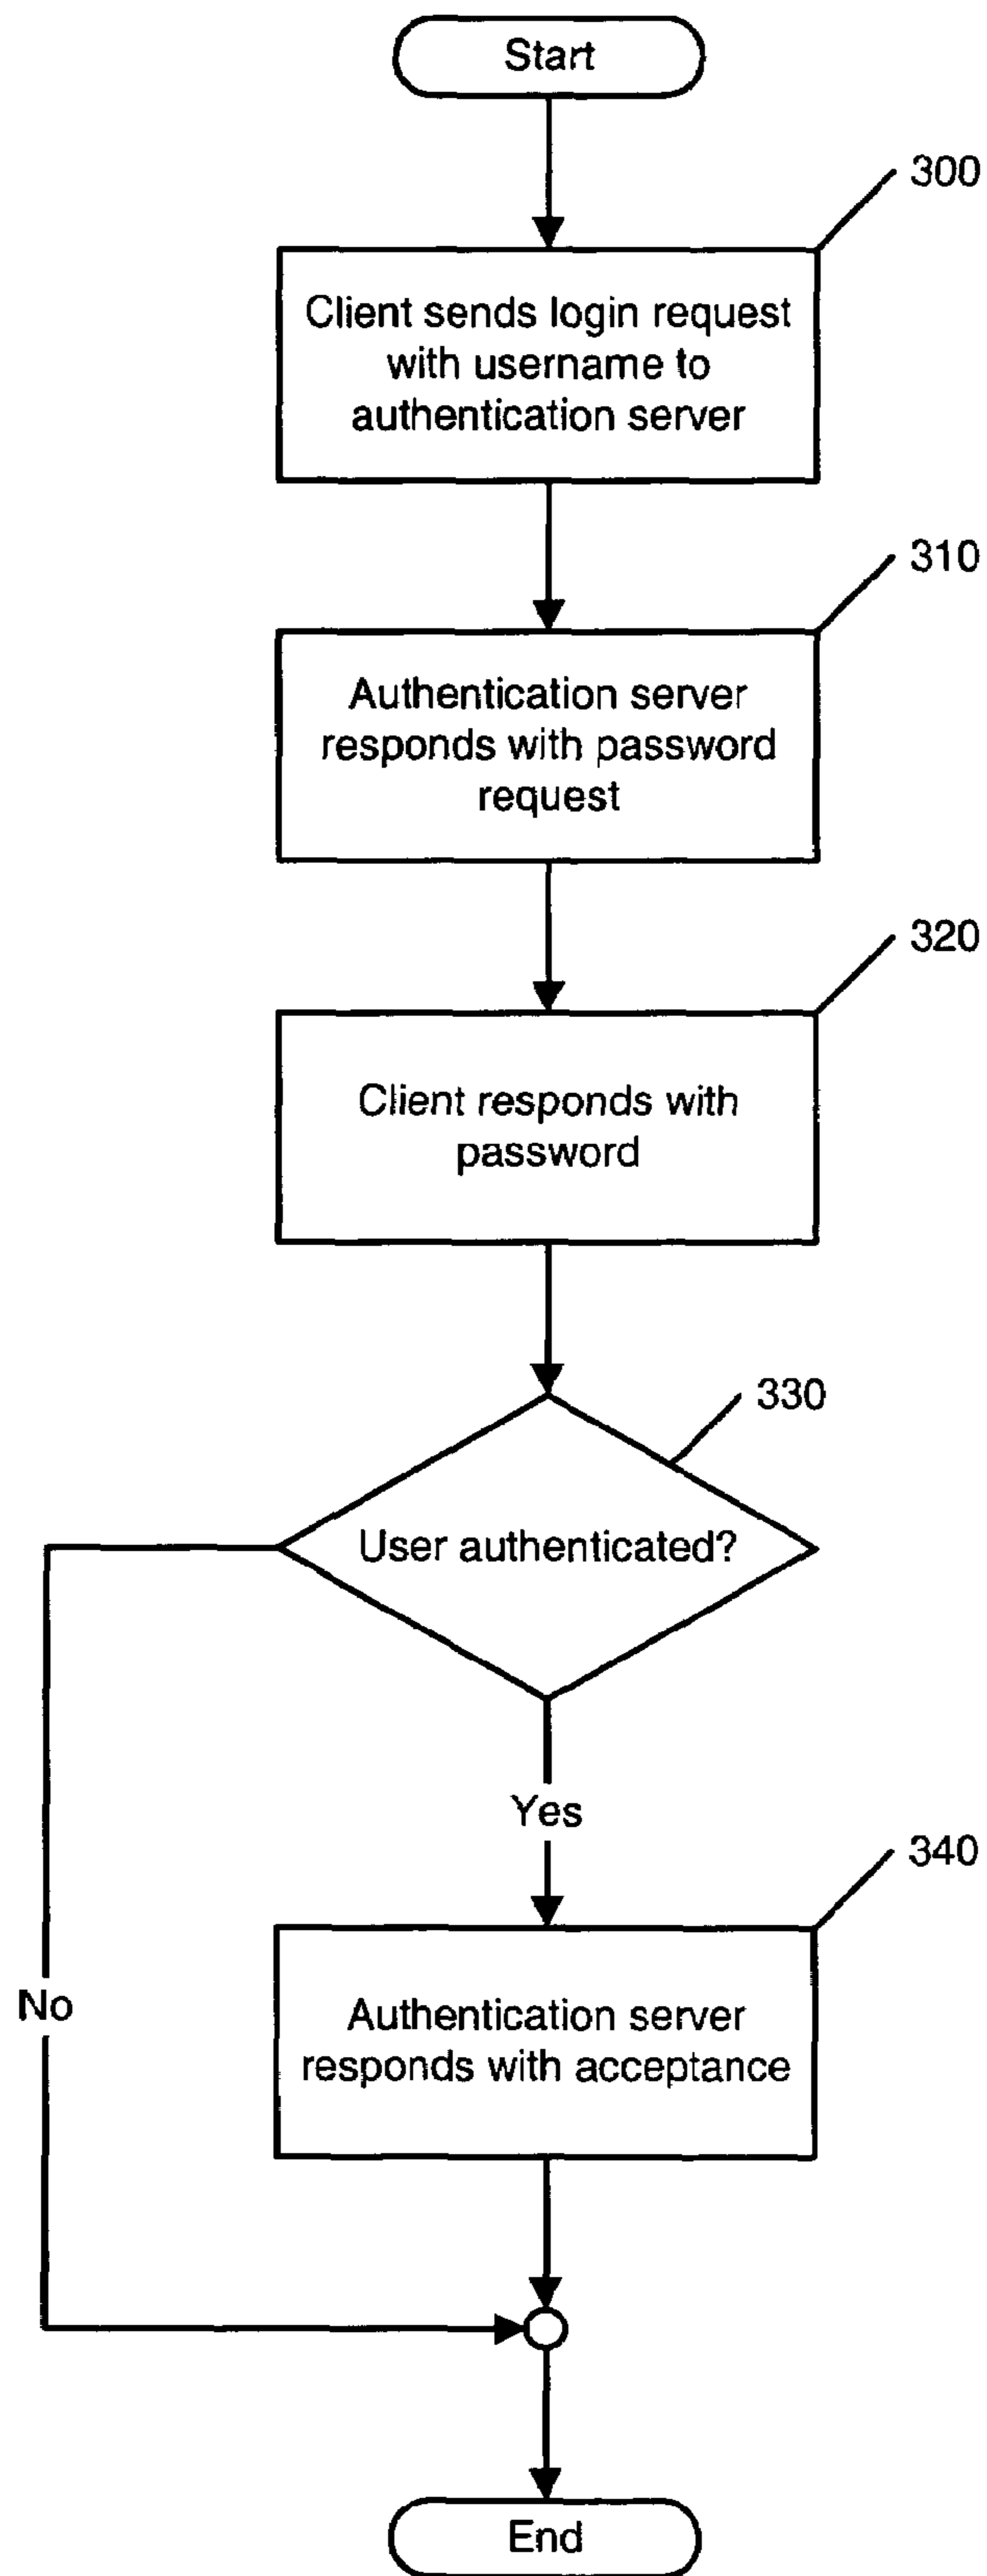 Start
300
Client sends login request
with username to
authentication server
310
Authentication server
responds with password
request
320
Client responds with
password
330
User authenticated?
Yes
340
No
Authentication server
responds with acceptance
End